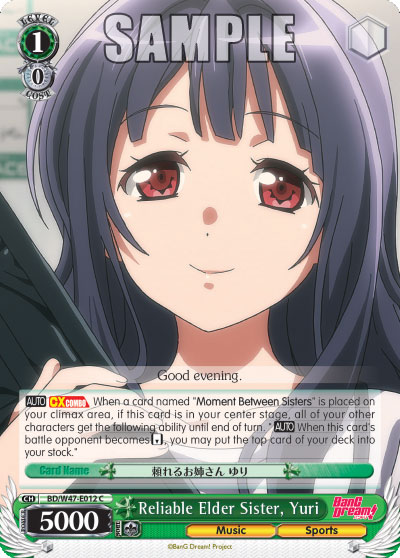 LEVEL
1
0
COST
SAMPLE
Good evening.
AUTO CX COMBO When a card named "Moment Between Sisters" is placed on
your climax area, if this card is in your center stage, all of your other
characters get the following ability until end of turn. "AUTO When this card's
battle opponent becomes, you may put the top card of your deck into
your stock."
Card Name
頼れるお姉さん ゆり
CH
BD/W47-E012 C
Reliable Elder Sister, Yuri
BanG Dream!
POWER
5000
SOUL
Music
Sports
©BanG Dream! Project